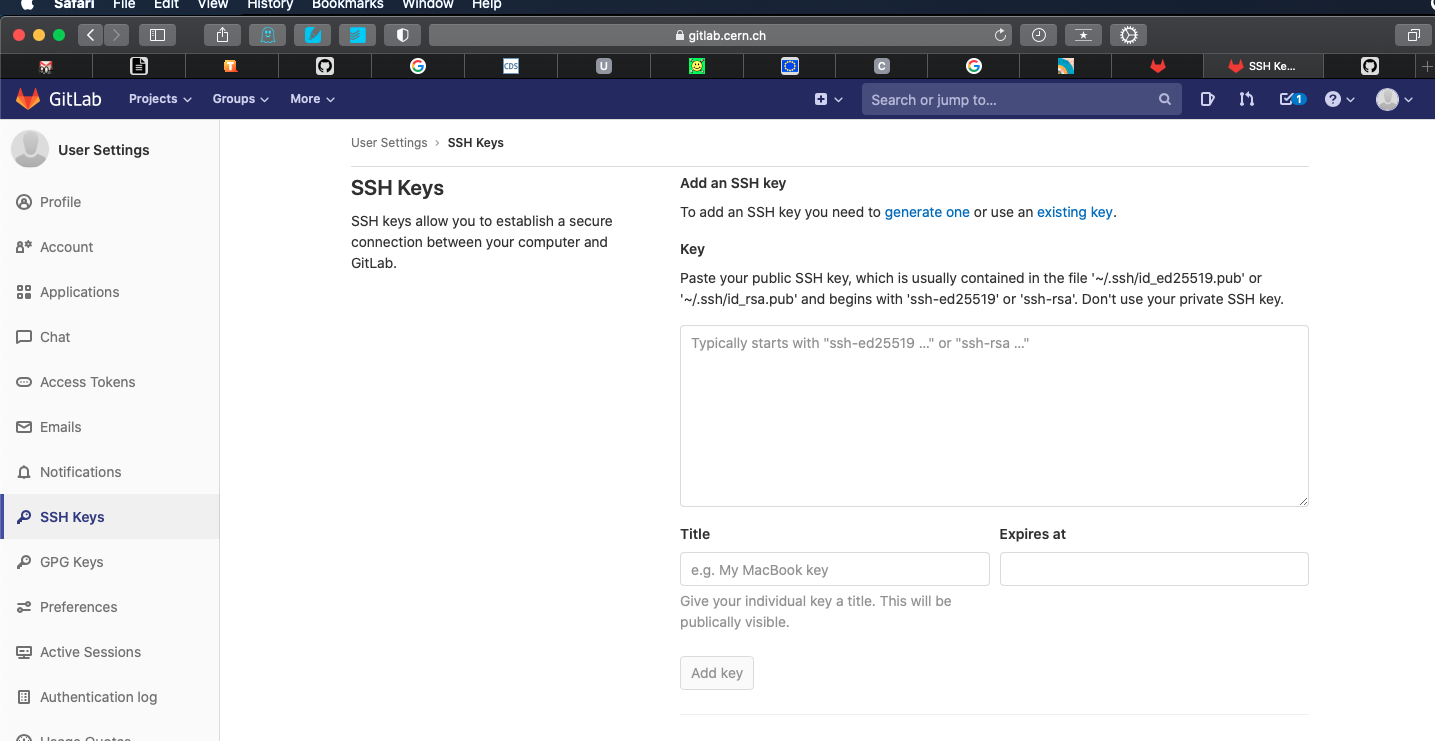 Safari File Edit View History Bookmarks Window Help
gitlab.cern.ch
CDS U C SSH Ke...
GitLab Projects Groups More Search or jump to... 1
User Settings
Profile
Account
Applications
Chat
Access Tokens
Emails
Notifications
SSH Keys
GPG Keys
Preferences
Active Sessions
Authentication log
Usage Quotas
User Settings › SSH Keys
SSH Keys
SSH keys allow you to establish a secure
connection between your computer and
GitLab.
Add an SSH key
To add an SSH key you need to generate one or use an existing key.
Key
Paste your public SSH key, which is usually contained in the file '~/.ssh/id_ed25519.pub' or
'~/.ssh/id_rsa.pub' and begins with 'ssh-ed25519' or 'ssh-rsa'. Don't use your private SSH key.
Typically starts with "ssh-ed25519 ..." or "ssh-rsa ..."
Title Expires at
e.g. My MacBook key
Give your individual key a title. This will be
publically visible.
Add key